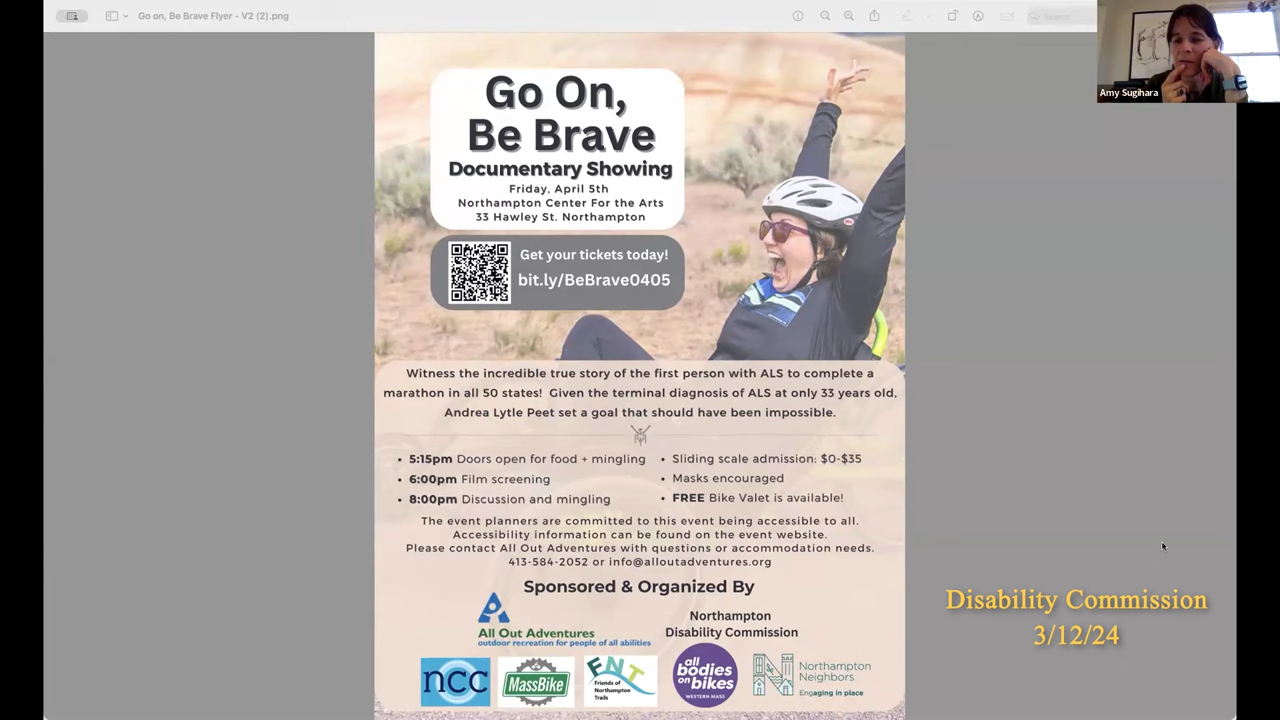 Go on, Be Brave Flyer - V2 (2).png
Search
Amy Sugihara
Go On,
Be Brave
Documentary Showing
Friday, April 5th
Northampton Center For the Arts
33 Hawley St. Northampton
Get your tickets today!
bit.ly/BeBrave0405
Witness the incredible true story of the first person with ALS to complete a
marathon in all 50 states! Given the terminal diagnosis of ALS at only 33 years old,
Andrea Lytle Peet set a goal that should have been impossible.
• 5:15pm Doors open for food + mingling
• 6:00pm Film screening
• 8:00pm Discussion and mingling
• Sliding scale admission: $0-$35
• Masks encouraged
• FREE Bike Valet is available!
The event planners are committed to this event being accessible to all.
Accessibility information can be found on the event website.
Please contact All Out Adventures with questions or accommodation needs.
413-584-2052 or info@alloutadventures.org
Sponsored & Organized By
All Out Adventures
outdoor recreation for people of all abilities
Northampton
Disability Commission
ncc
MassBike
FNT
Friends of
Northampton
Trails
all
bodies
on bikes
WESTERN MASS
Northampton
Neighbors
Engaging in place
Disability Commission
3/12/24